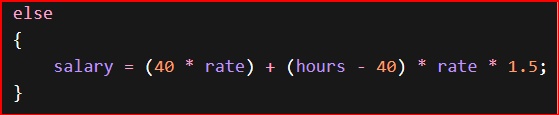 else
{
    salary = (40 * rate) + (hours - 40) * rate * 1.5;
}